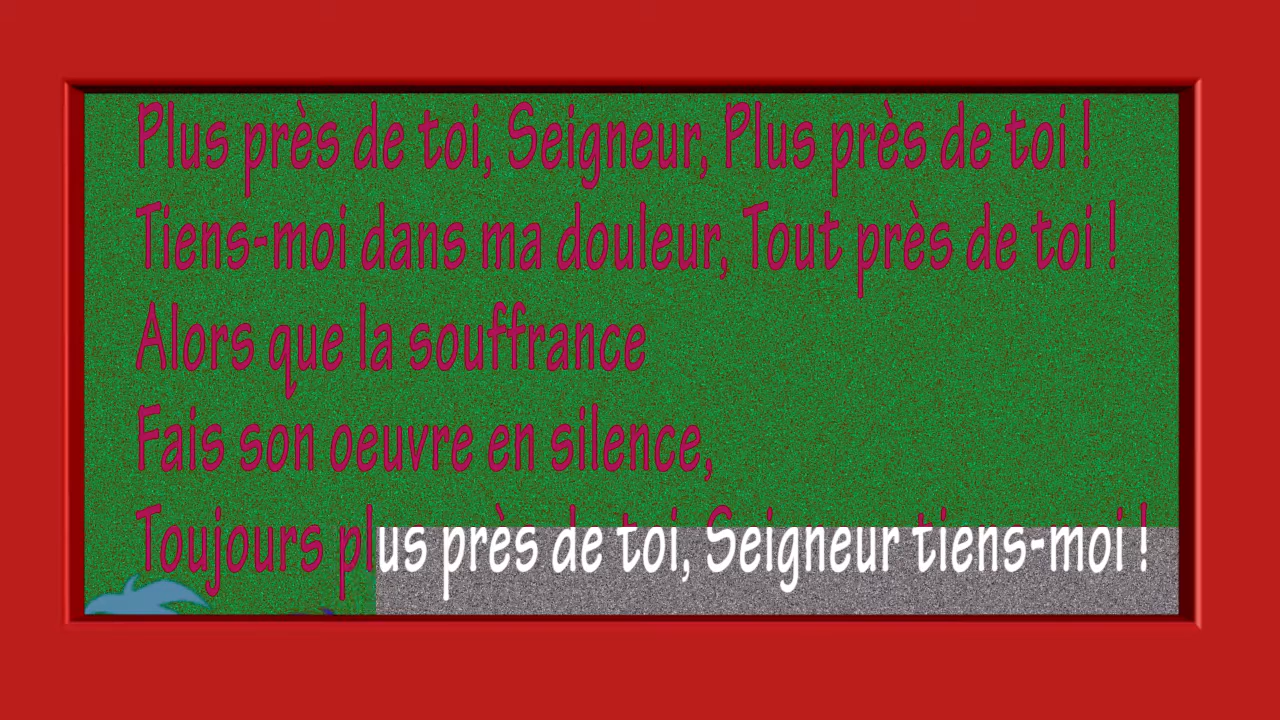 Plus près de toi, Seigneur, Plus près de toi !
Tiens-moi dans ma douleur, Tout près de toi !
Alors que la souffrance
Fais son oeuvre en silence,
Toujours plus près de toi, Seigneur tiens-moi !